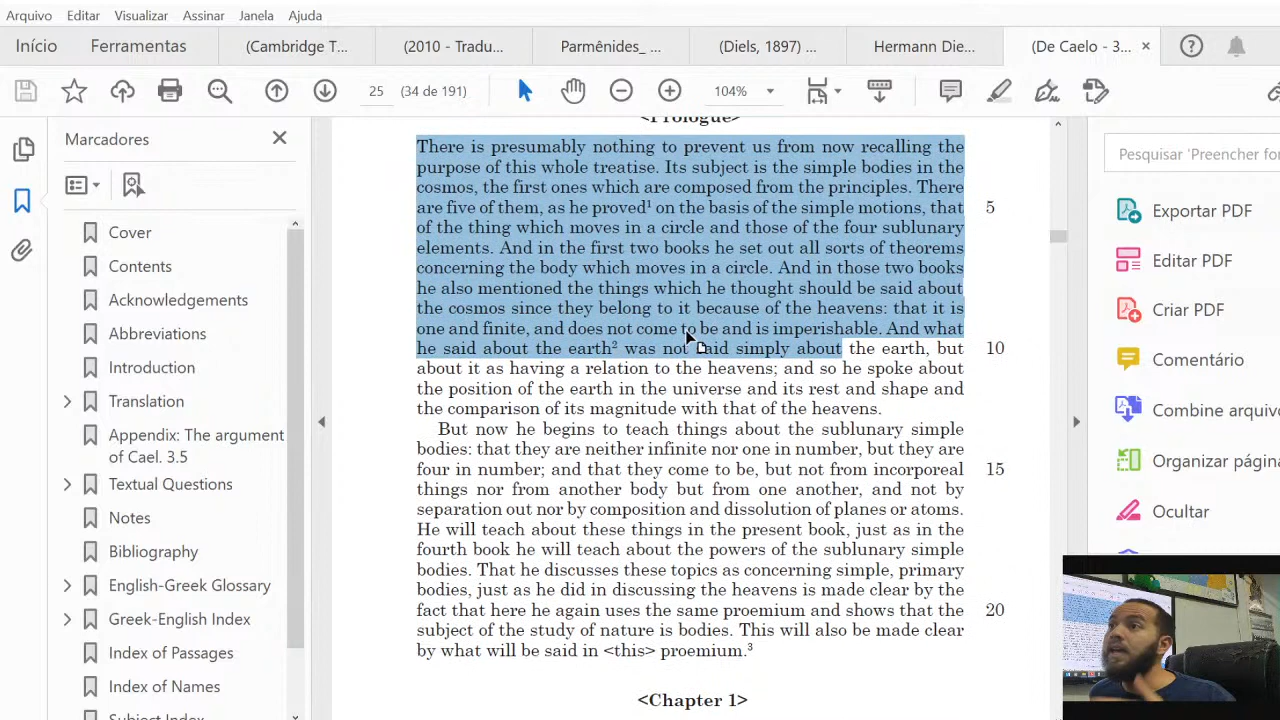 Arquivo Editar Visualizar Assinar Janela Ajuda
Início Ferramentas (Cambridge T... (2010 - Tradu... Parmênides_ ... (Diels, 1897) ... Hermann Die... (De Caelo - 3... ×
25 (34 de 191) 104%
Marcadores
Cover
Contents
Acknowledgements
Abbreviations
Introduction
Translation
Appendix: The argument
of Cael. 3.5
Textual Questions
Notes
Bibliography
English-Greek Glossary
Greek-English Index
Index of Passages
Index of Names
Subject Index
<Prologue>
There is presumably nothing to prevent us from now recalling the
purpose of this whole treatise. Its subject is the simple bodies in the
cosmos, the first ones which are composed from the principles. There
are five of them, as he proved¹ on the basis of the simple motions, that 5
of the thing which moves in a circle and those of the four sublunary
elements. And in the first two books he set out all sorts of theorems
concerning the body which moves in a circle. And in those two books
he also mentioned the things which he thought should be said about
the cosmos since they belong to it because of the heavens: that it is
one and finite, and does not come to be and is imperishable. And what
he said about the earth² was not said simply about the earth, but 10
about it as having a relation to the heavens; and so he spoke about
the position of the earth in the universe and its rest and shape and
the comparison of its magnitude with that of the heavens.
But now he begins to teach things about the sublunary simple
bodies: that they are neither infinite nor one in number, but they are
four in number; and that they come to be, but not from incorporeal 15
things nor from another body but from one another, and not by
separation out nor by composition and dissolution of planes or atoms.
He will teach about these things in the present book, just as in the
fourth book he will teach about the powers of the sublunary simple
bodies. That he discusses these topics as concerning simple, primary
bodies, just as he did in discussing the heavens is made clear by the
fact that here he again uses the same proemium and shows that the 20
subject of the study of nature is bodies. This will also be made clear
by what will be said in <this> proemium.³
<Chapter 1>
Pesquisar 'Preencher for
Exportar PDF
Editar PDF
Criar PDF
Comentário
Combine arquivo
Organizar págin
Ocultar